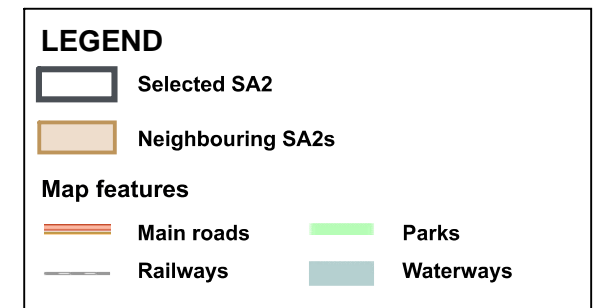 LEGEND
Selected SA2
Neighbouring SA2s
Map features
Main roads Parks
Railways Waterways